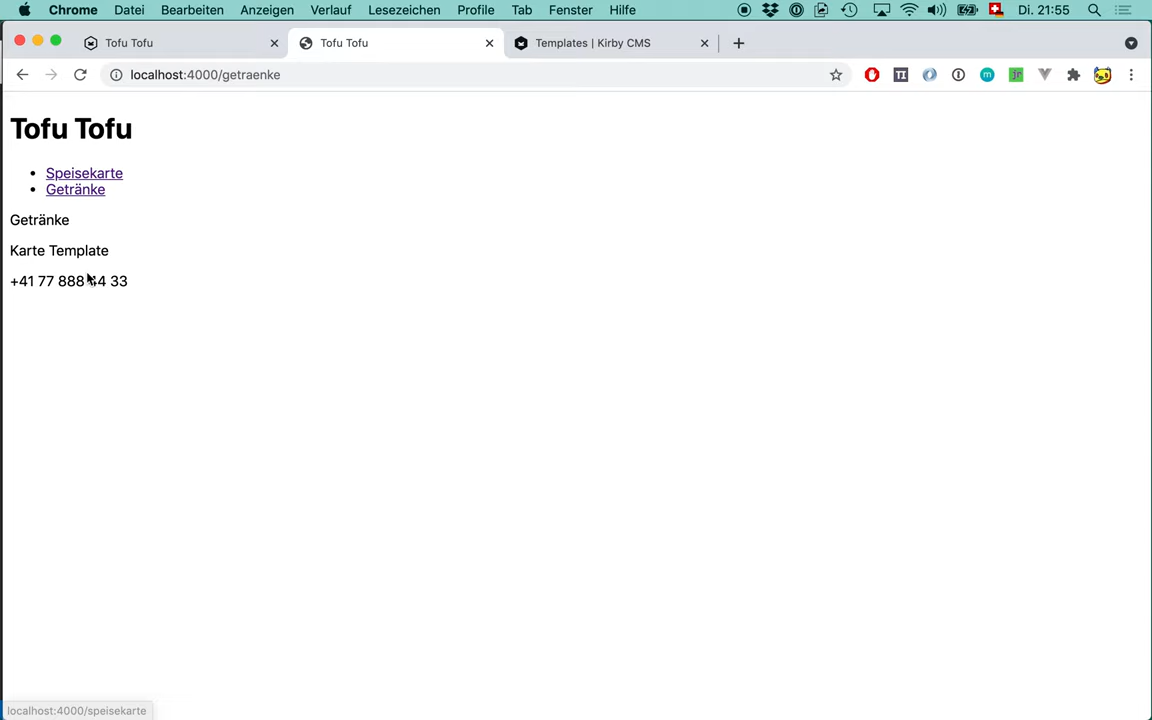 Chrome Datei Bearbeiten Anzeigen Verlauf Lesezeichen Profile Tab Fenster Hilfe Di. 21:55
Tofu Tofu Tofu Tofu Templates | Kirby CMS
localhost:4000/getraenke
Tofu Tofu
Speisekarte
Getränke
Getränke
Karte Template
+41 77 888 44 33
localhost:4000/speisekarte